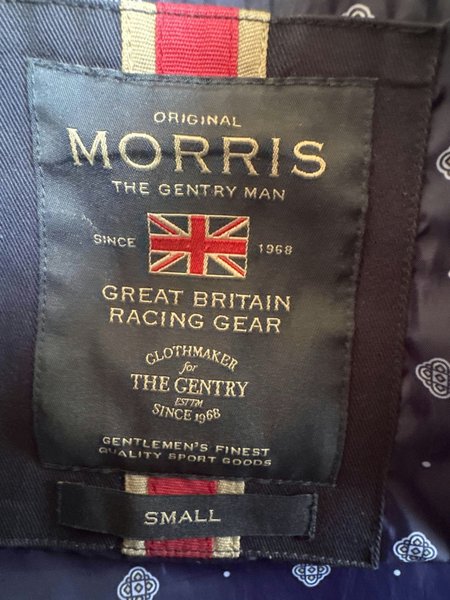 ORIGINAL
MORRIS
THE GENTRY MAN
SINCE 1968
GREAT BRITAIN
RACING GEAR
CLOTHMAKER
for
THE GENTRY
ESTTM
SINCE 1968
GENTLEMEN'S FINEST
QUALITY SPORT GOODS
SMALL